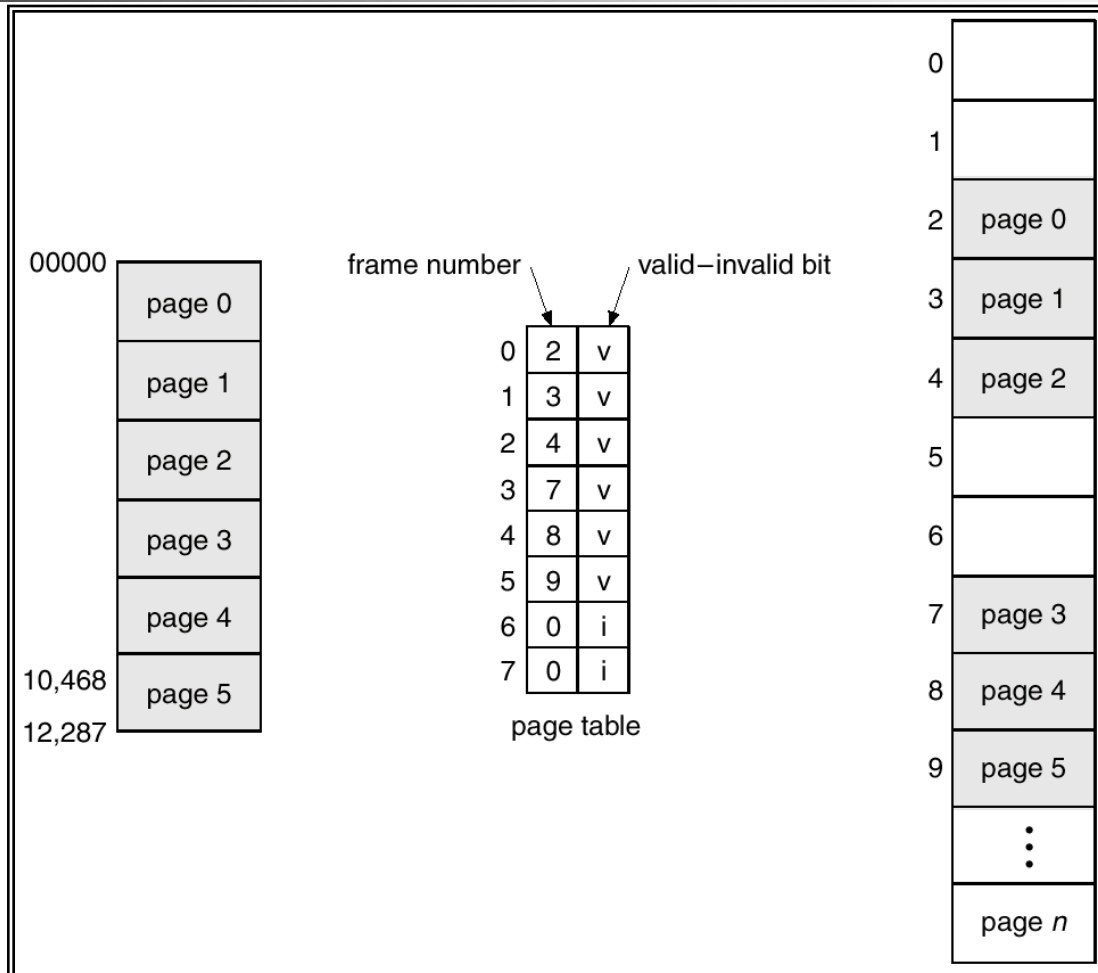 00000
page 0
page 1
page 2
page 3
page 4
10,468
page 5
12,287
frame number
valid–invalid bit
0 2 v
1 3 v
2 4 v
3 7 v
4 8 v
5 9 v
6 0 i
7 0 i
page table
0
1
2 page 0
3 page 1
4 page 2
5
6
7 page 3
8 page 4
9 page 5
page n